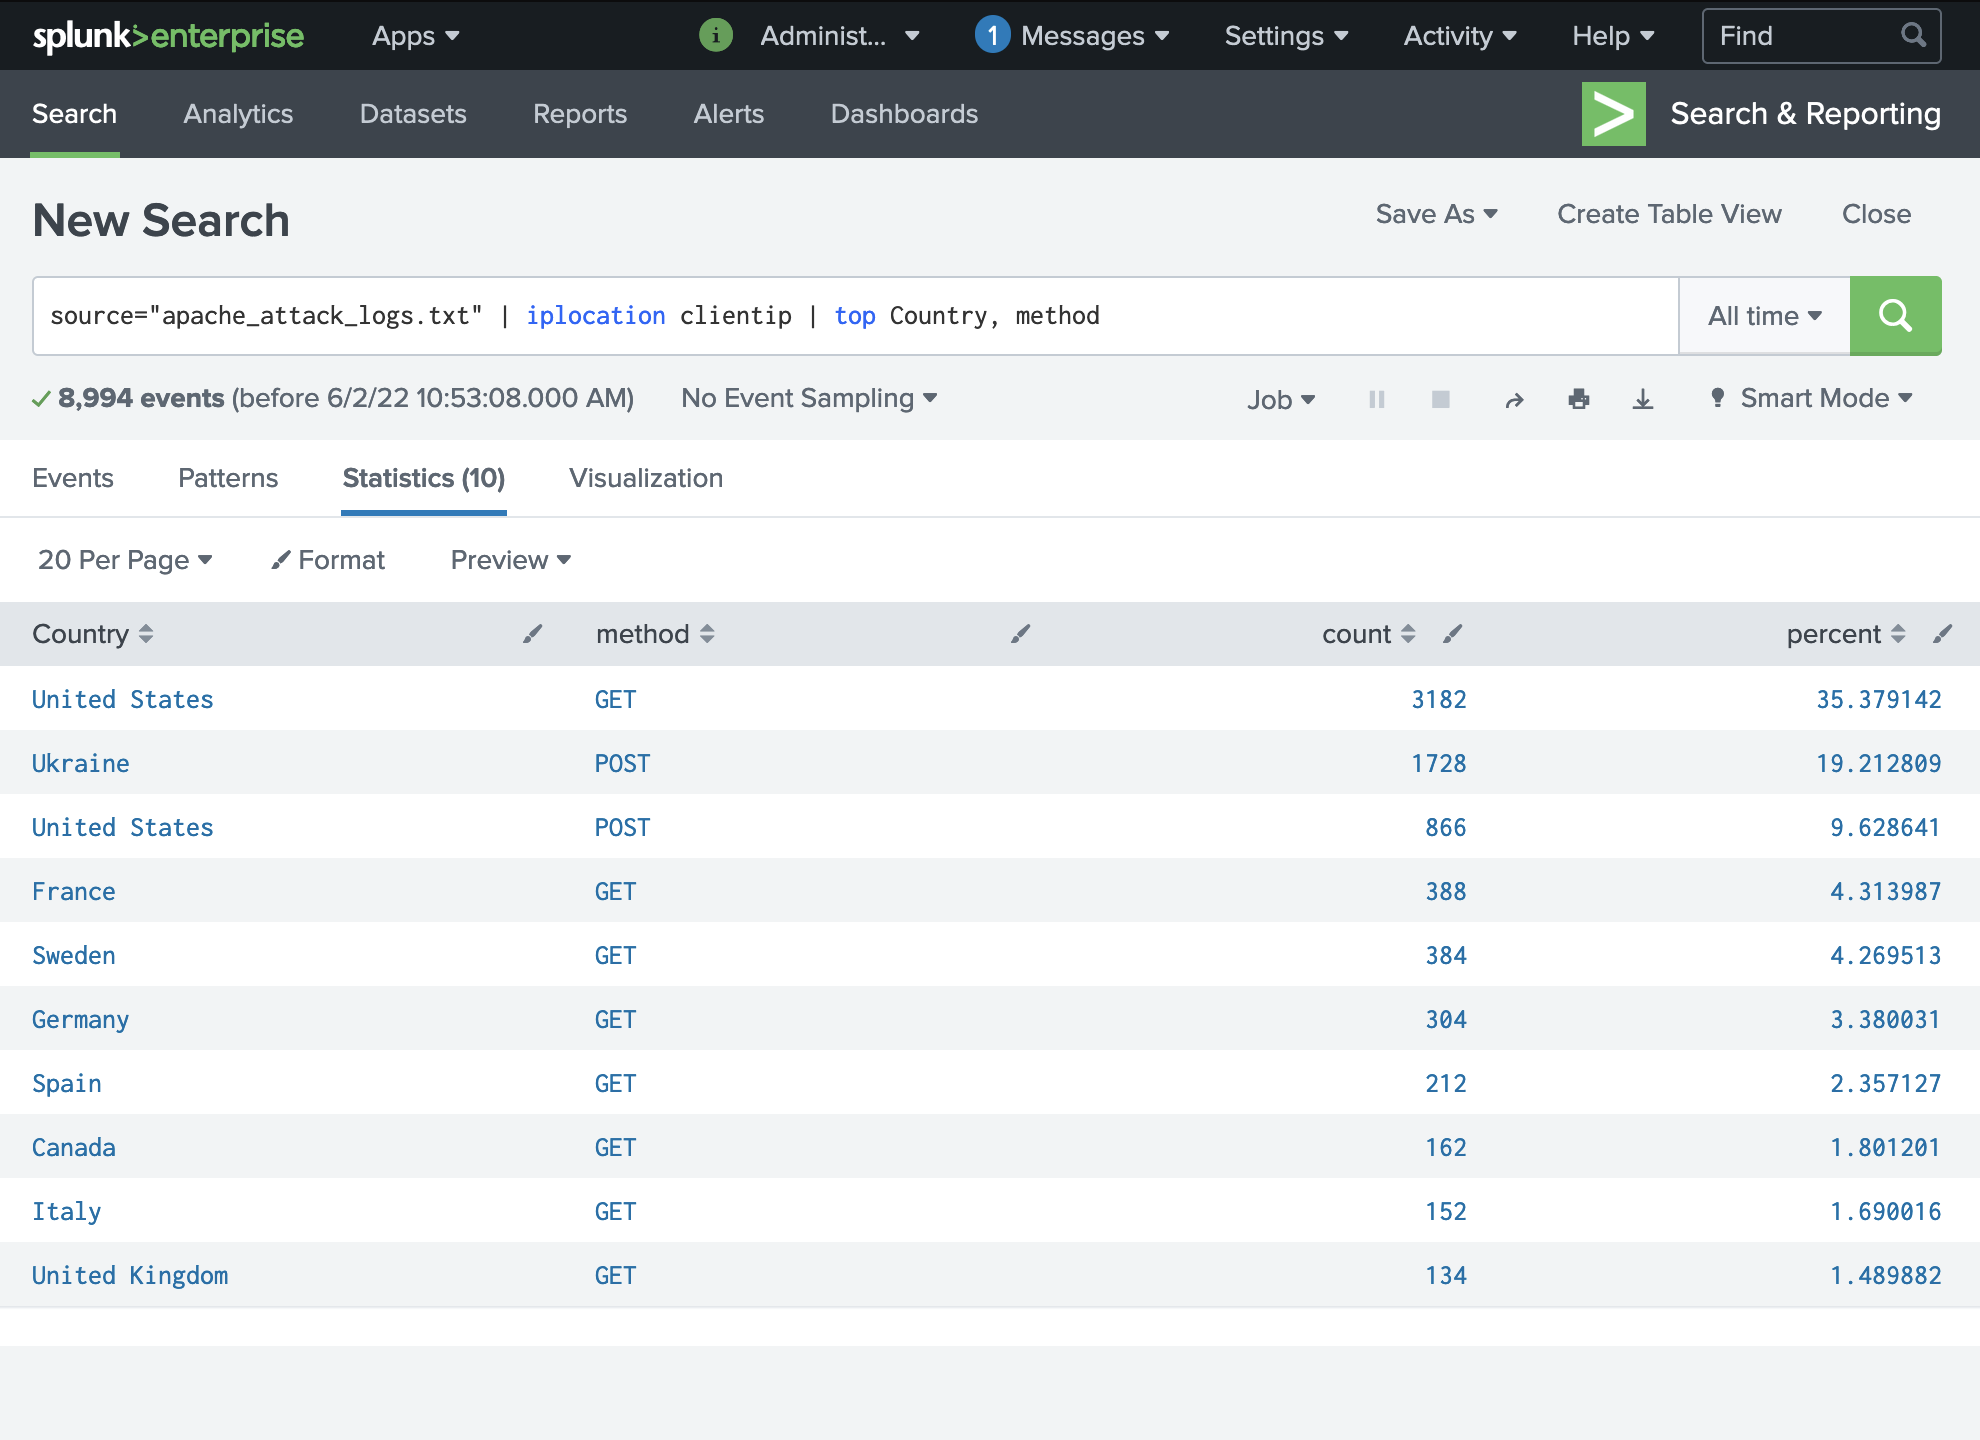 splunk>enterprise Apps i Administ... 1 Messages Settings Activity Help Find
Search Analytics Datasets Reports Alerts Dashboards > Search & Reporting
New Search Save As Create Table View Close
source="apache_attack_logs.txt" | iplocation clientip | top Country, method All time
8,994 events (before 6/2/22 10:53:08.000 AM) No Event Sampling Job Smart Mode
Events Patterns Statistics (10) Visualization
20 Per Page Format Preview
Country method count percent
United States GET 3182 35.379142
Ukraine POST 1728 19.212809
United States POST 866 9.628641
France GET 388 4.313987
Sweden GET 384 4.269513
Germany GET 304 3.380031
Spain GET 212 2.357127
Canada GET 162 1.801201
Italy GET 152 1.690016
United Kingdom GET 134 1.489882